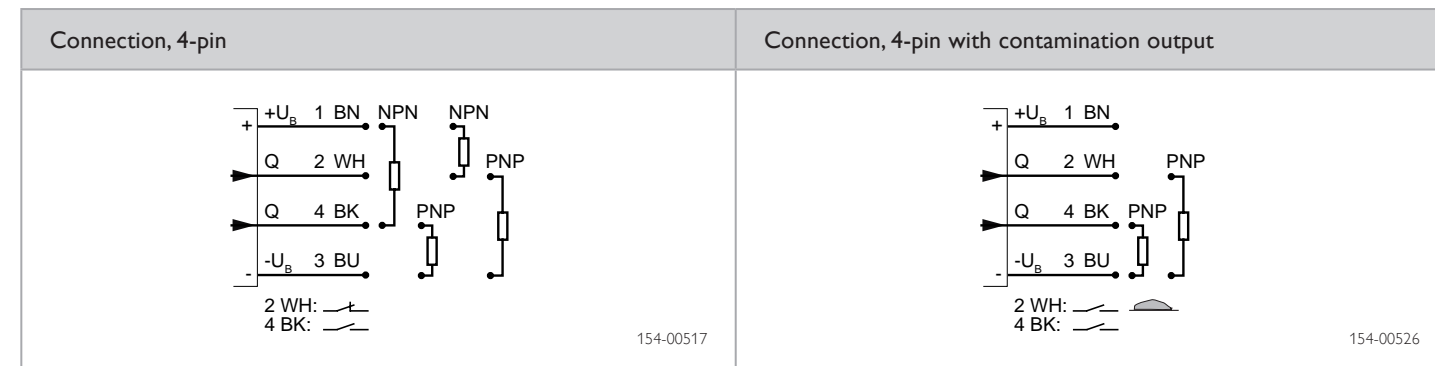 Connection, 4-pin
+U_B 1 BN NPN NPN
+
Q 2 WH PNP
Q 4 BK PNP
-U_B 3 BU
-
2 WH:
4 BK:
154-00517
Connection, 4-pin with contamination output
+U_B 1 BN
+
Q 2 WH PNP
Q 4 BK PNP
-U_B 3 BU
-
2 WH:
4 BK:
154-00526